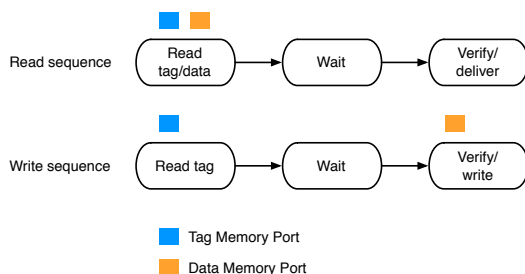 Read sequence
Read
tag/data
Wait
Verify/
deliver
Write sequence
Read tag
Wait
Verify/
write
Tag Memory Port
Data Memory Port